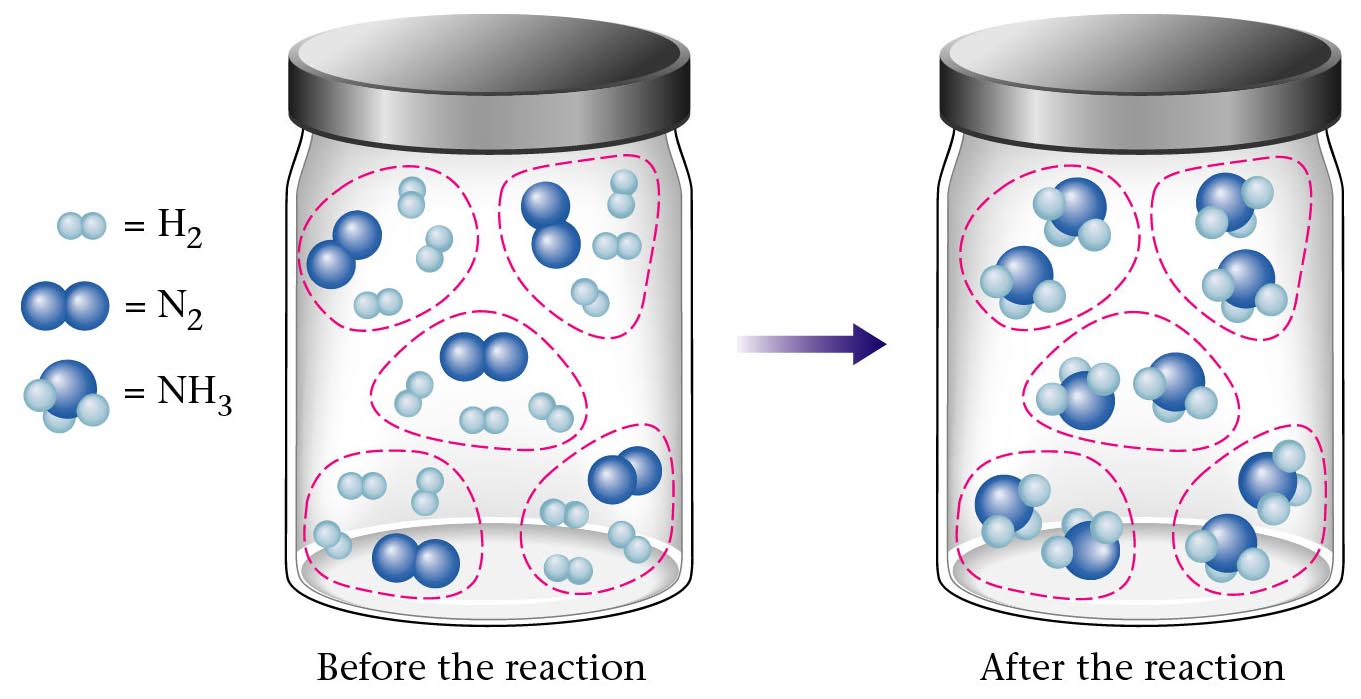 = H₂
= N₂
= NH₃
Before the reaction
After the reaction